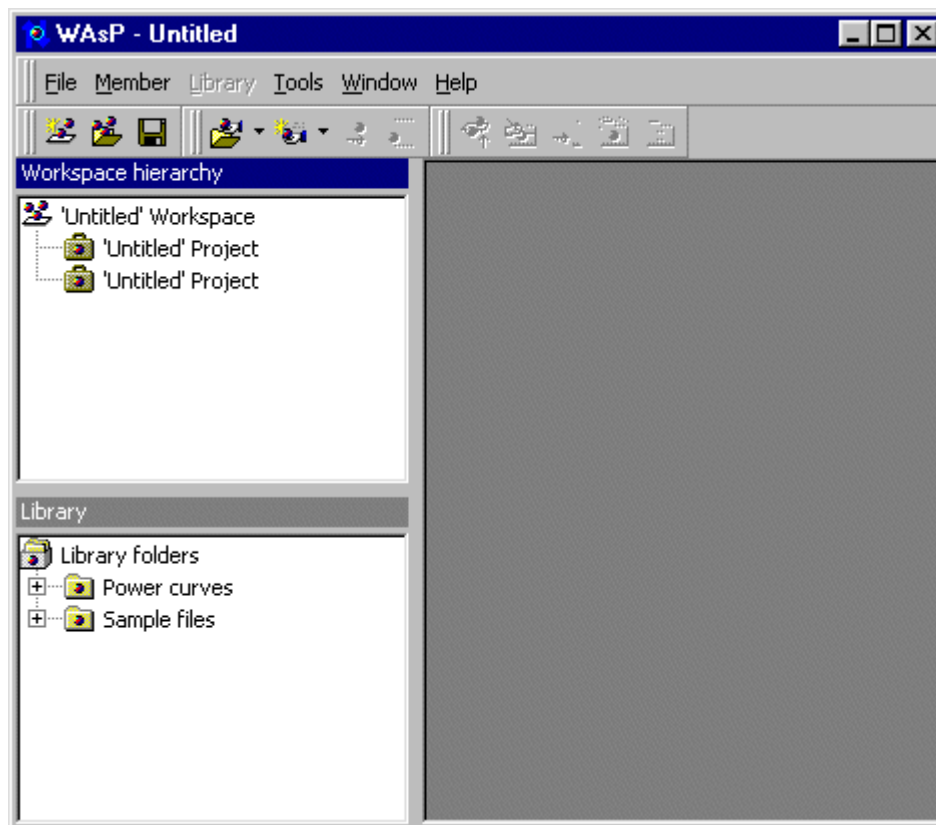 WAsP - Untitled
File Member Library Tools Window Help
Workspace hierarchy
'Untitled' Workspace
'Untitled' Project
'Untitled' Project
Library
Library folders
Power curves
Sample files